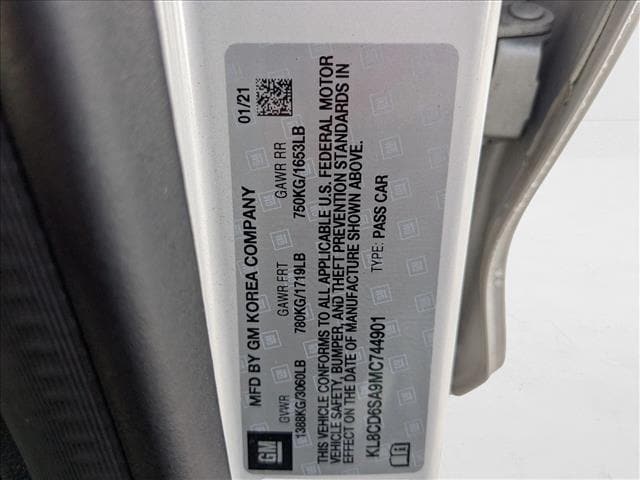 MFD BY GM KOREA COMPANY 01/21
GVWR GAWR FRT GAWR RR
1388KG/3060LB 780KG/1719LB 750KG/1653LB
THIS VEHICLE CONFORMS TO ALL APPLICABLE U.S. FEDERAL MOTOR
VEHICLE SAFETY, BUMPER, AND THEFT PREVENTION STANDARDS IN
EFFECT ON THE DATE OF MANUFACTURE SHOWN ABOVE.
KL8CD6SA9MC744901 TYPE: PASS CAR
GM